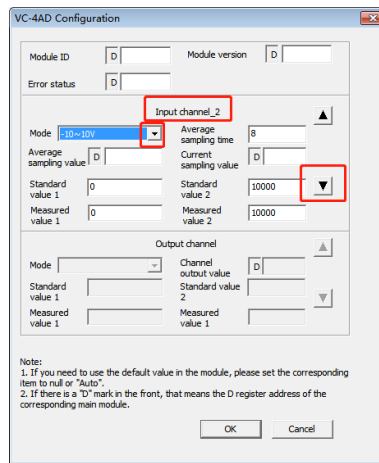 VC-4AD Configuration
Module ID D Module version D
Error status D
Input channel_2
Mode -10~10V Average sampling time 8
Average sampling value D Current sampling value D
Standard value 1 0 Standard value 2 10000
Measured value 1 0 Measured value 2 10000
Output channel
Mode Channel output value D
Standard value 1 Standard value 2
Measured value 1 Measured value 1
Note:
1. If you need to use the default value in the module, please set the corresponding
item to null or "Auto".
2. If there is a "D" mark in the front, that means the D register address of the
corresponding main module.
OK Cancel